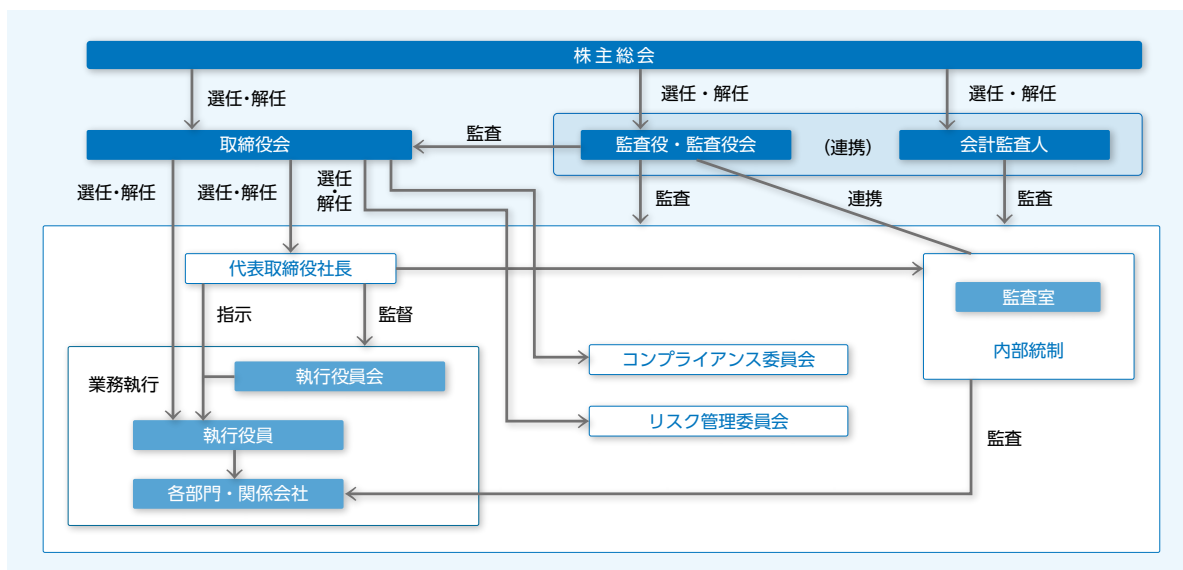 株主総会
選任・解任
選任・解任
選任・解任
取締役会
監査
監査役・監査役会
（連携）
会計監査人
選任・解任
選任・解任
選任
・
解任
監査
連携
監査
代表取締役社長
指示
監督
監査室
内部統制
業務執行
執行役員会
コンプライアンス委員会
執行役員
リスク管理委員会
監査
各部門・関係会社